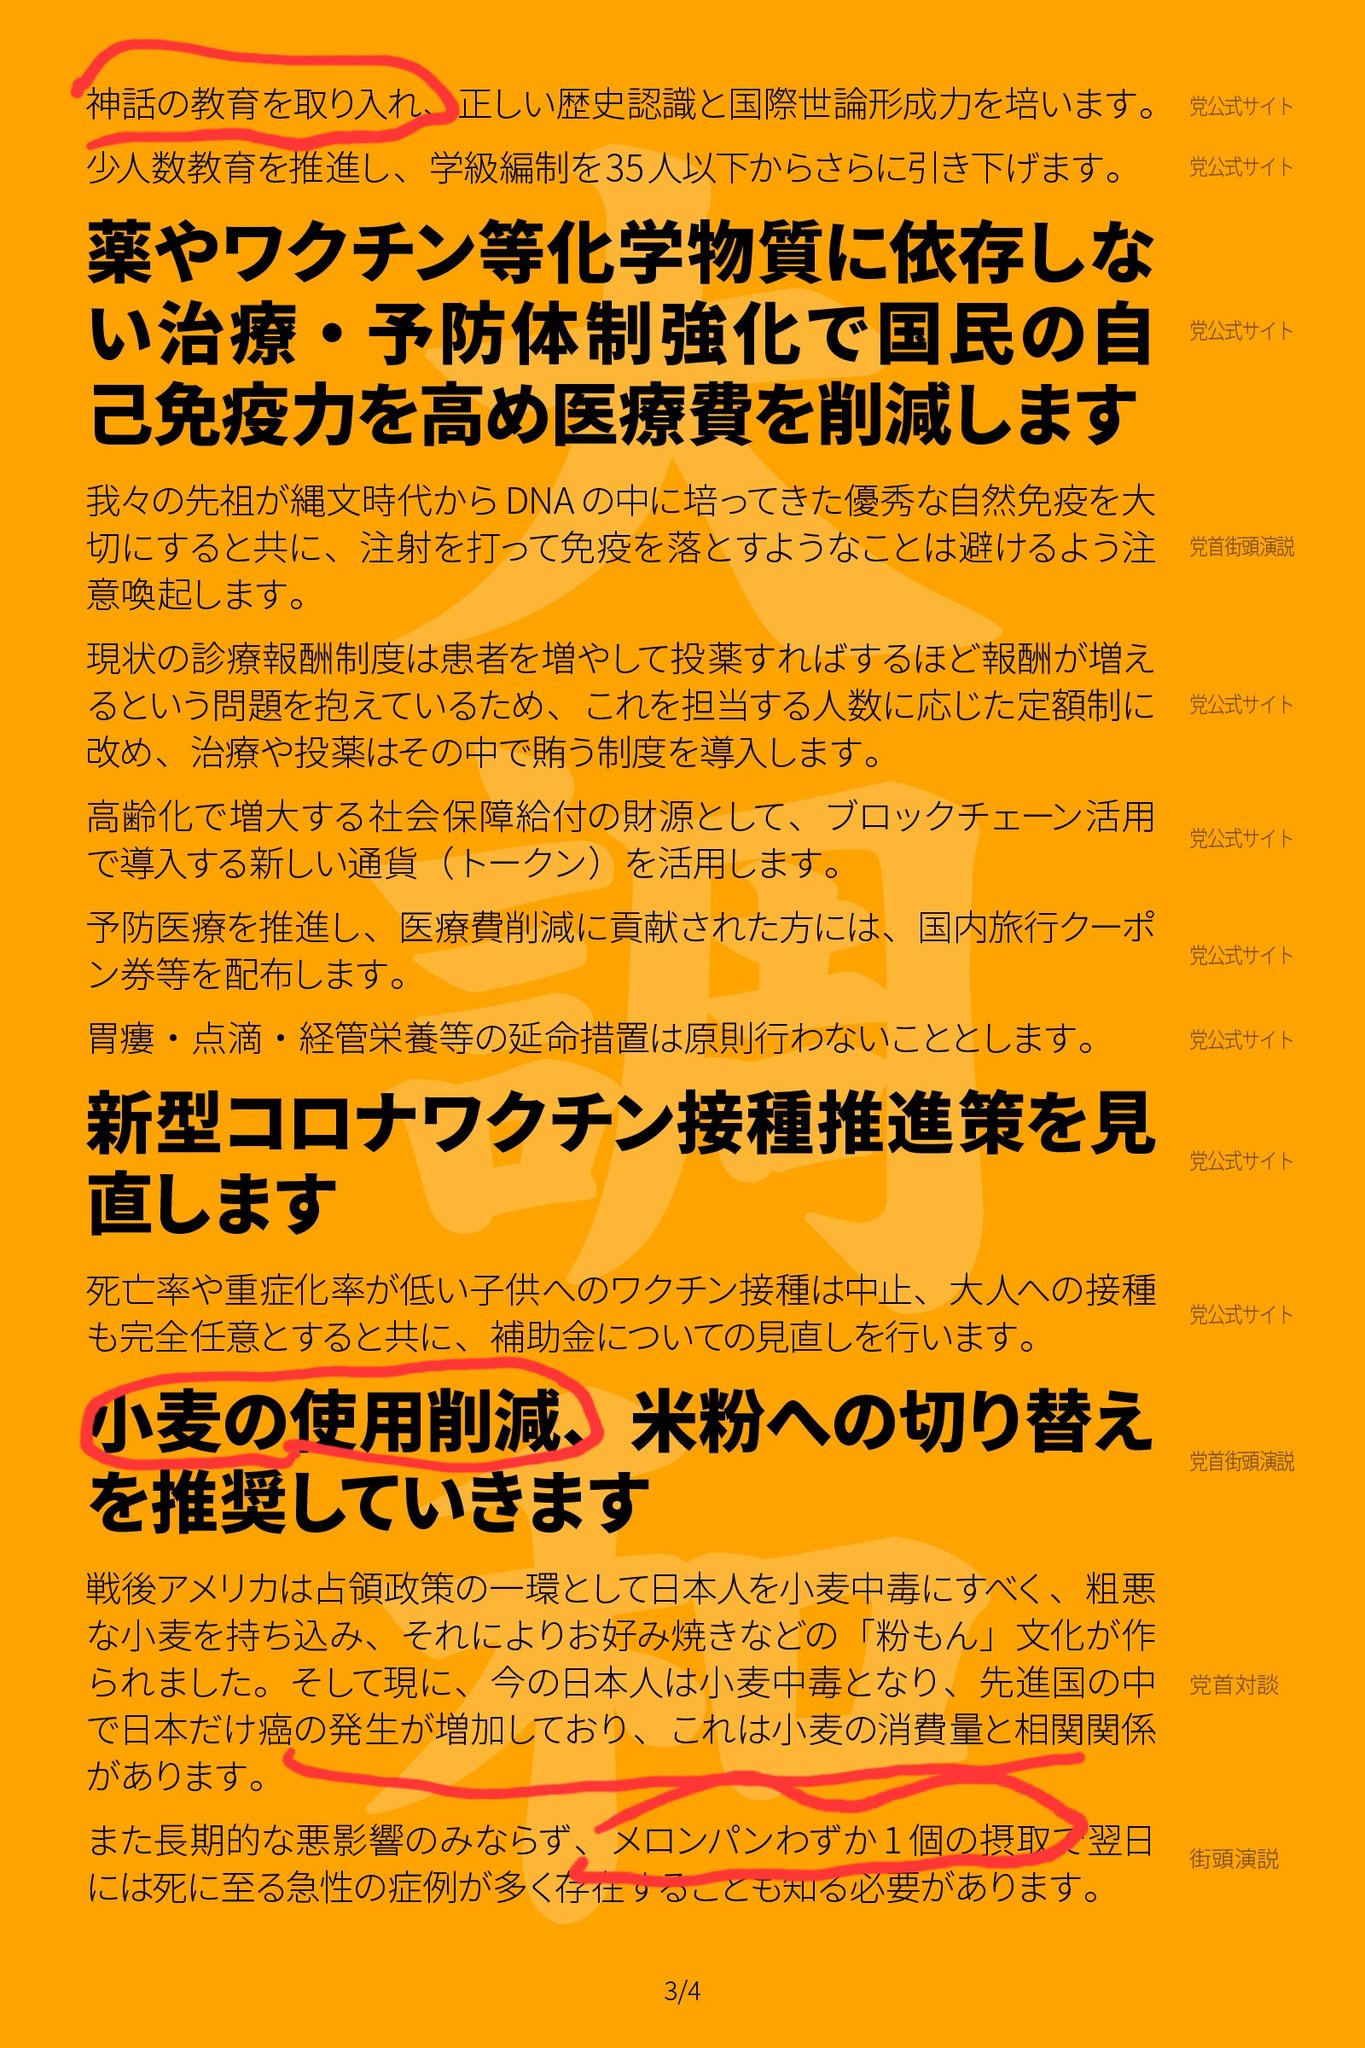 神話の教育を取り入れ、正しい歴史認識と国際世論形成力を培います。 党公式サイト
少人数教育を推進し、学級編制を35人以下からさらに引き下げます。 党公式サイト
薬やワクチン等化学物質に依存しな
い治療・予防体制強化で国民の自 党公式サイト
己免疫力を高め医療費を削減します
我々の先祖が縄文時代からDNAの中に培ってきた優秀な自然免疫を大
切にすると共に、注射を打って免疫を落とすようなことは避けるよう注 党首街頭演説
意喚起します。
現状の診療報酬制度は患者を増やして投薬すればするほど報酬が増え
るという問題を抱えているため、これを担当する人数に応じた定額制に 党公式サイト
改め、治療や投薬はその中で賄う制度を導入します。
高齢化で増大する社会保障給付の財源として、ブロックチェーン活用 党公式サイト
で導入する新しい通貨（トークン）を活用します。
予防医療を推進し、医療費削減に貢献された方には、国内旅行クーポ 党公式サイト
ン券等を配布します。
胃瘻・点滴・経管栄養等の延命措置は原則行わないこととします。 党公式サイト
新型コロナワクチン接種推進策を見 党公式サイト
直します
死亡率や重症化率が低い子供へのワクチン接種は中止、大人への接種 党公式サイト
も完全任意とすると共に、補助金についての見直しを行います。
小麦の使用削減、米粉への切り替え 党首街頭演説
を推奨していきます
戦後アメリカは占領政策の一環として日本人を小麦中毒にすべく、粗悪
な小麦を持ち込み、それによりお好み焼きなどの「粉もん」文化が作
られました。そして現に、今の日本人は小麦中毒となり、先進国の中 党首対談
で日本だけ癌の発生が増加しており、これは小麦の消費量と相関関係
があります。
また長期的な悪影響のみならず、メロンパンわずか1個の摂取で翌日 街頭演説
には死に至る急性の症例が多く存在することも知る必要があります。
大調和
3/4